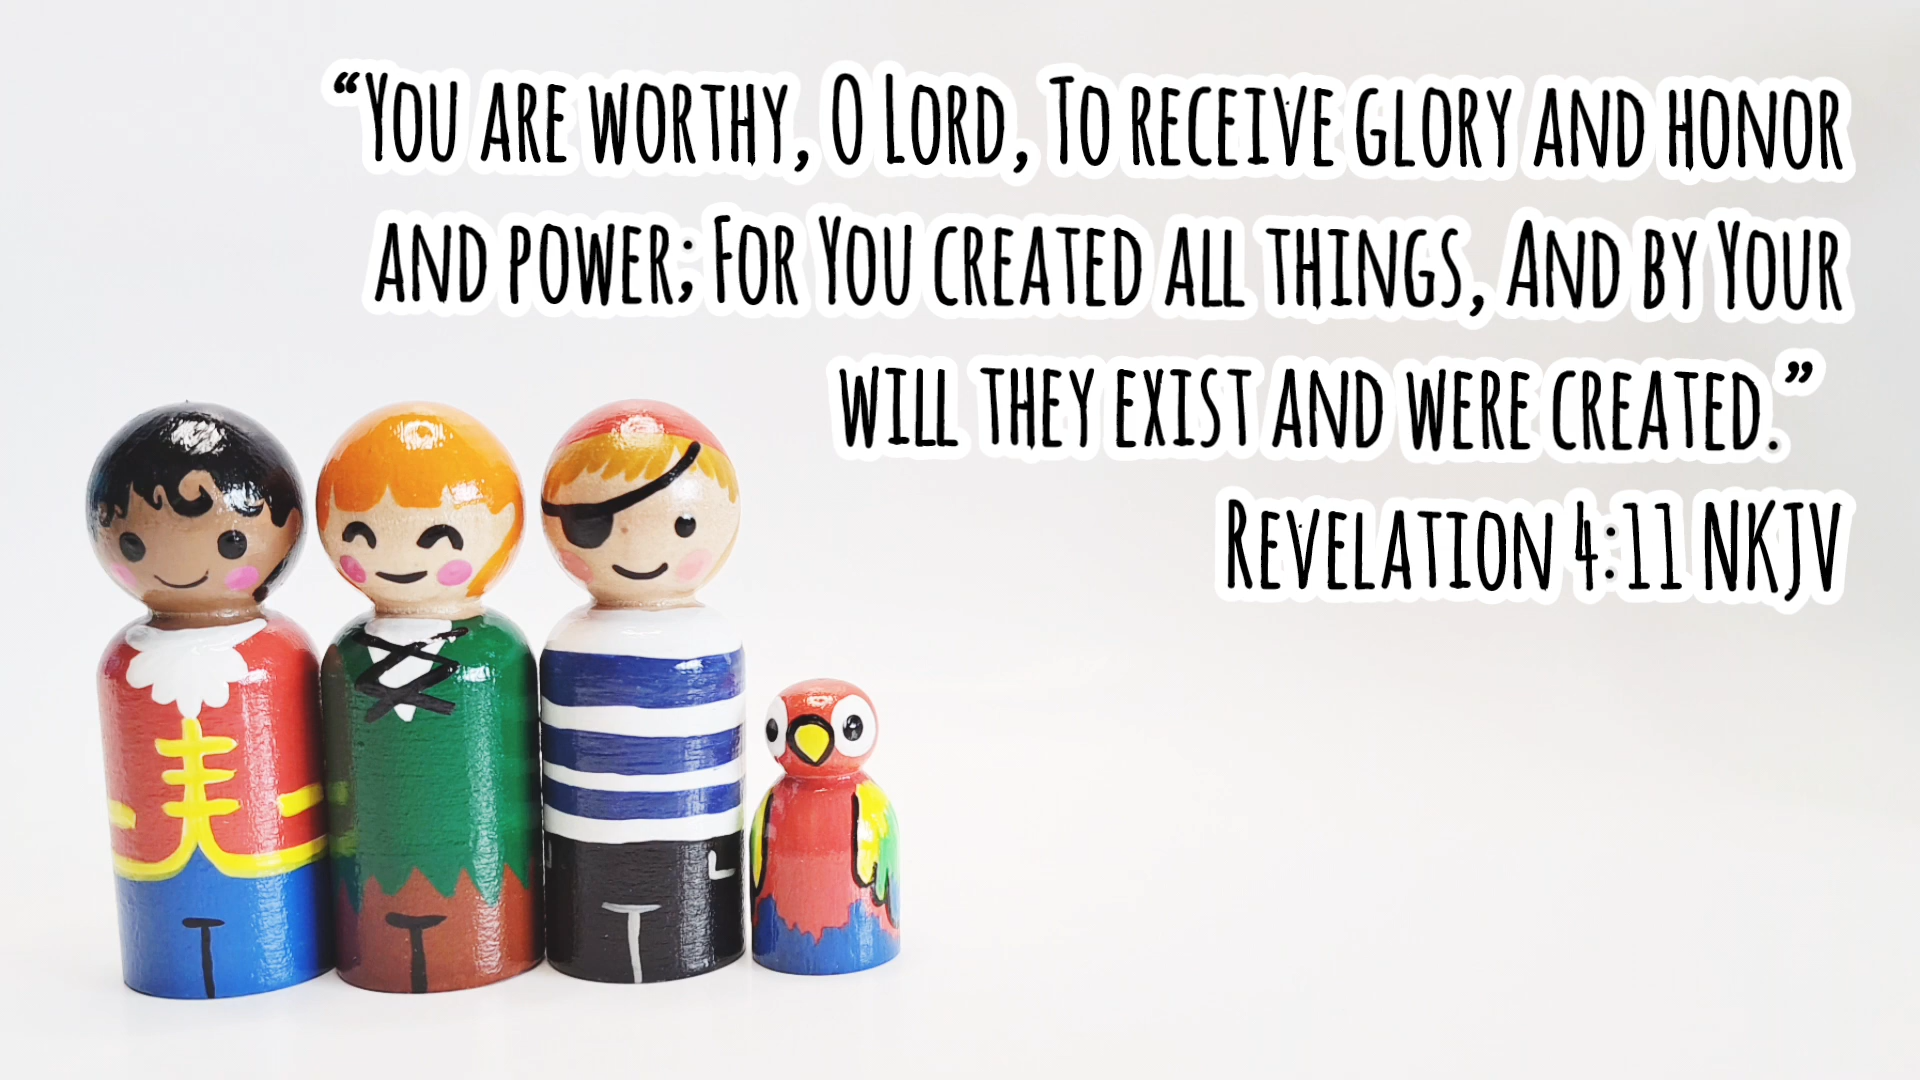 “You are worthy, O Lord, To receive glory and honor
and power; For You created all things, And by Your
will they exist and were created.”
Revelation 4:11 NKJV